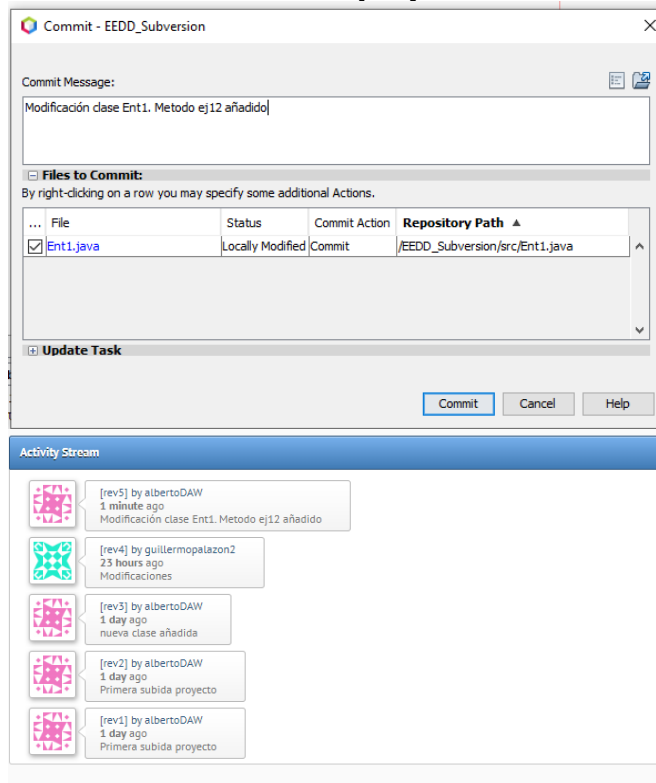 Commit - EEDD_Subversion
Commit Message:
Modificación clase Ent1. Metodo ej12 añadido
Files to Commit:
By right-clicking on a row you may specify some additional Actions.
... File Status Commit Action Repository Path
Ent1.java Locally Modified Commit /EEDD_Subversion/src/Ent1.java
Update Task
Commit Cancel Help
Activity Stream
[rev5] by albertoDAW
1 minute ago
Modificación clase Ent1. Metodo ej12 añadido
[rev4] by guillermopalazon2
23 hours ago
Modificaciones
[rev3] by albertoDAW
1 day ago
nueva clase añadida
[rev2] by albertoDAW
1 day ago
Primera subida proyecto
[rev1] by albertoDAW
1 day ago
Primera subida proyecto